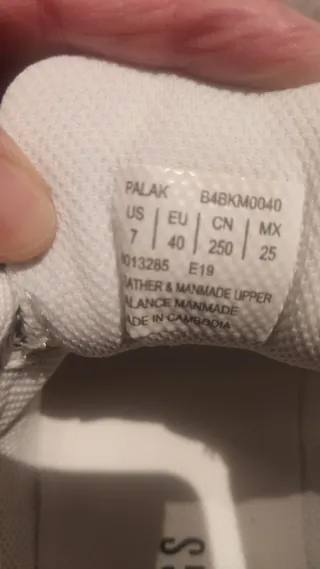 PALAK B4BKM0040
US | EU | CN | MX
7 | 40 | 250 | 25
013285 E19
ATHER & MANMADE UPPER
ALANCE MANMADE
ADE IN CAMBODIA